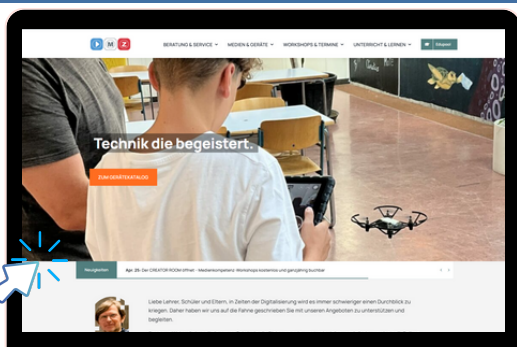 M Z
BERATUNG & SERVICE MEDIEN & GERÄTE WORKSHOPS & TERMINE UNTERRICHT & LERNEN Edupool
Technik die begeistert.
ZUM GERÄTEKATALOG
Neuigkeiten Apr. 25: Der CREATOR ROOM öffnet - Medienkompetenz-Workshops kostenlos und ganzjährig buchbar
Liebe Lehrer, Schüler und Eltern, in Zeiten der Digitalisierung wird es immer schwieriger einen Durchblick zu
kriegen. Daher haben wir uns auf die Fahne geschrieben Sie mit unseren Angeboten zu unterstützen und
begleiten.